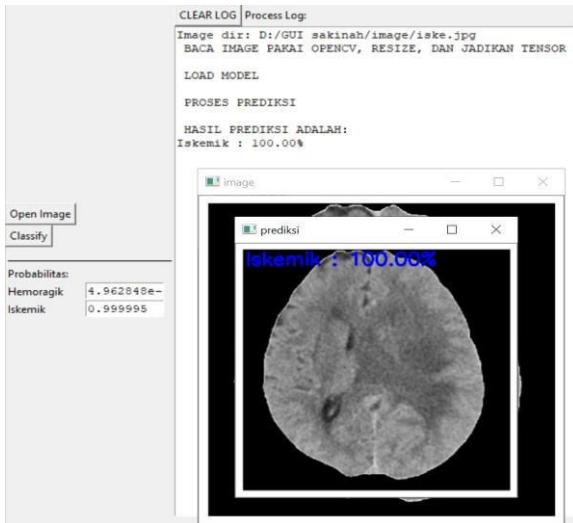 CLEAR LOG Process Log:
Image dir: D:/GUI sakinah/image/iske.jpg
BACA IMAGE PAKAI OPENCV, RESIZE, DAN JADIKAN TENSOR
LOAD MODEL
PROSES PREDIKSI
HASIL PREDIKSI ADALAH:
Iskemik : 100.00%
image
Open Image
Classify
prediksi
Iskemik : 100.00%
Probabilitas:
Hemoragik 4.962848e-
Iskemik 0.999995